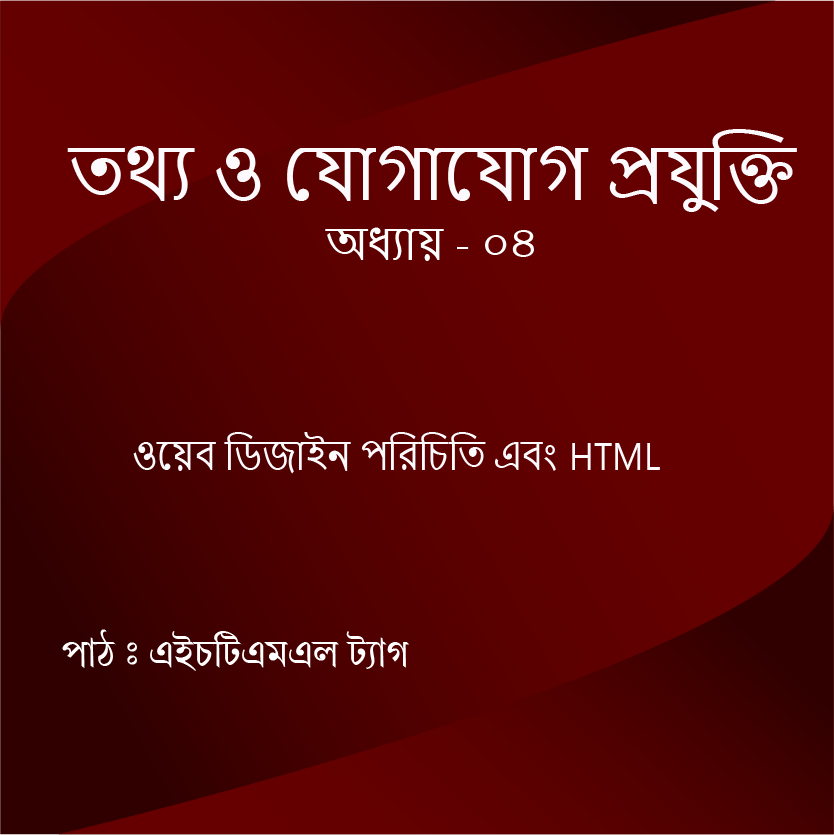 তথ্য ও যোগাযোগ প্রযুক্তি
অধ্যায় - ০৪
ওয়েব ডিজাইন পরিচিতি এবং HTML
পাঠ ঃ এইচটিএমএল ট্যাগ